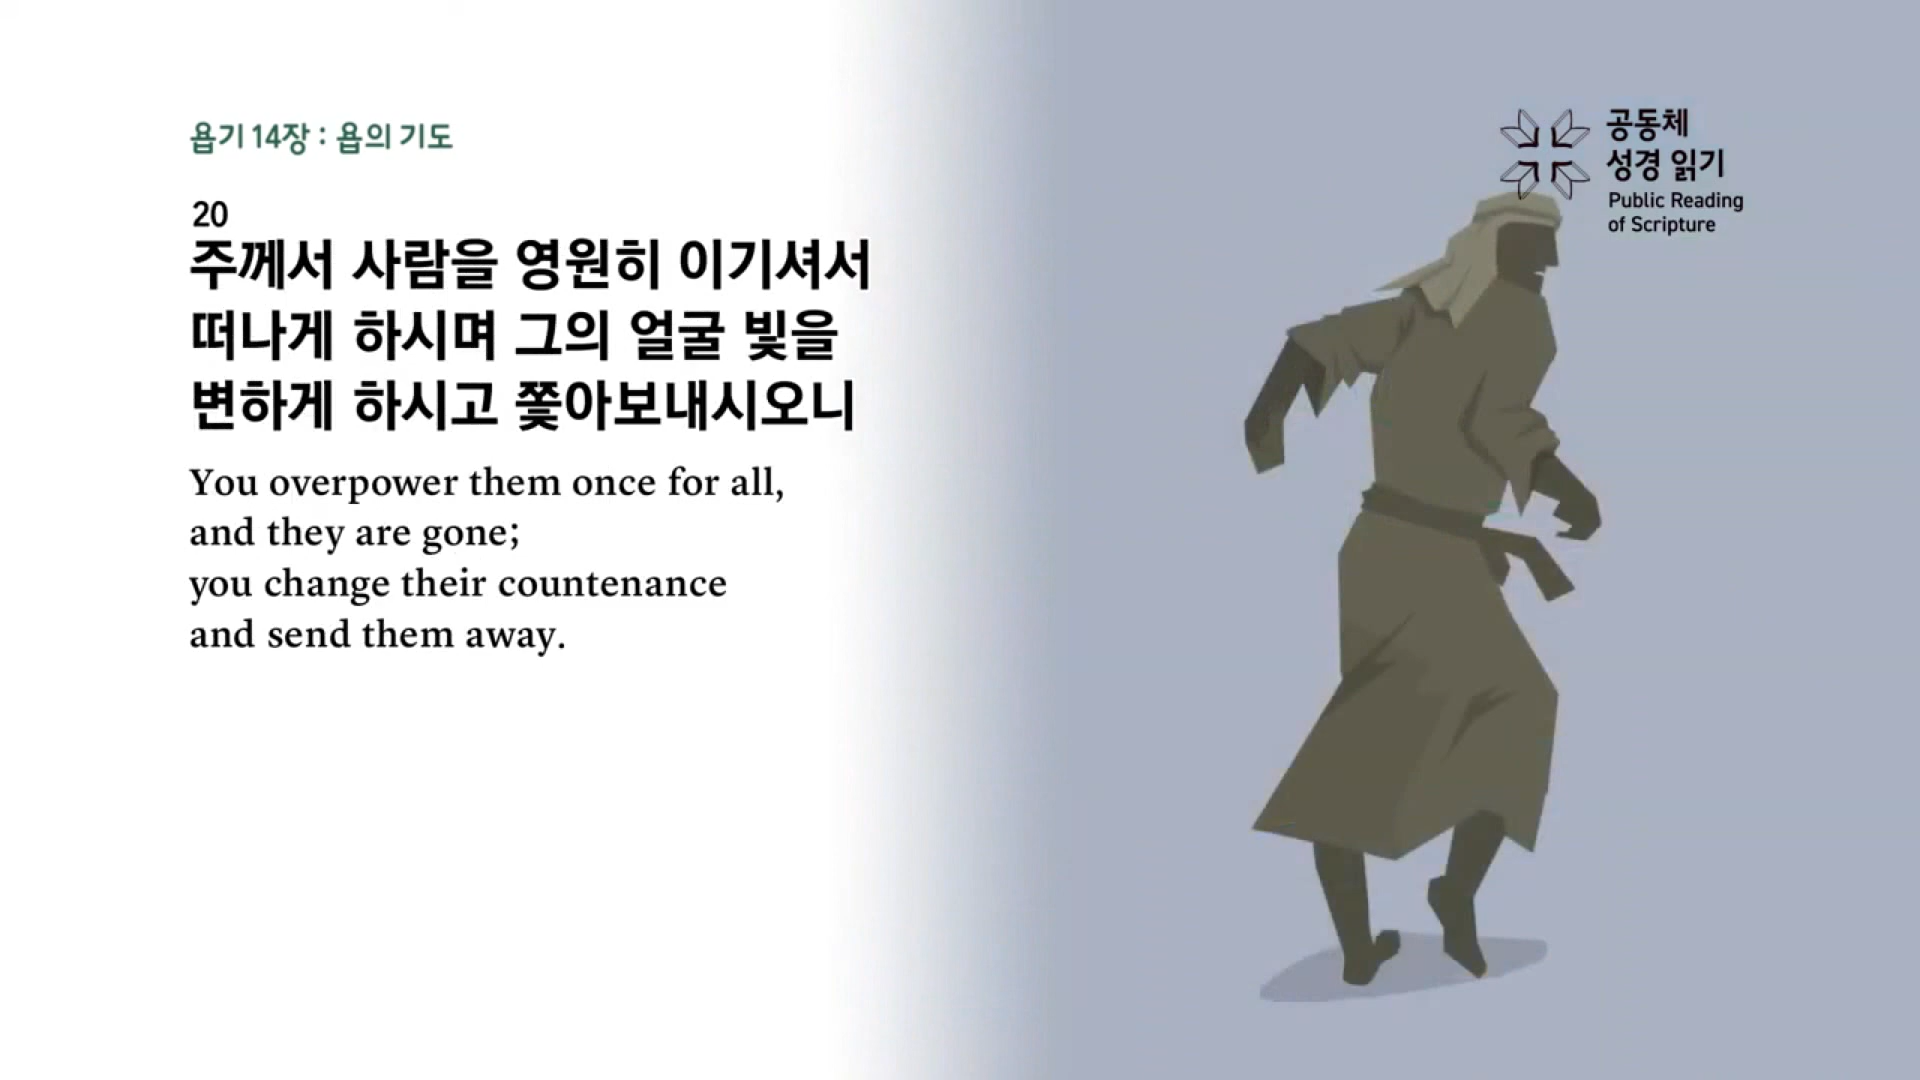 욥기 14장 : 욥의 기도
20
주께서 사람을 영원히 이기셔서
떠나게 하시며 그의 얼굴 빛을
변하게 하시고 쫓아보내시오니
You overpower them once for all,
and they are gone;
you change their countenance
and send them away.
공동체
성경 읽기
Public Reading
of Scripture